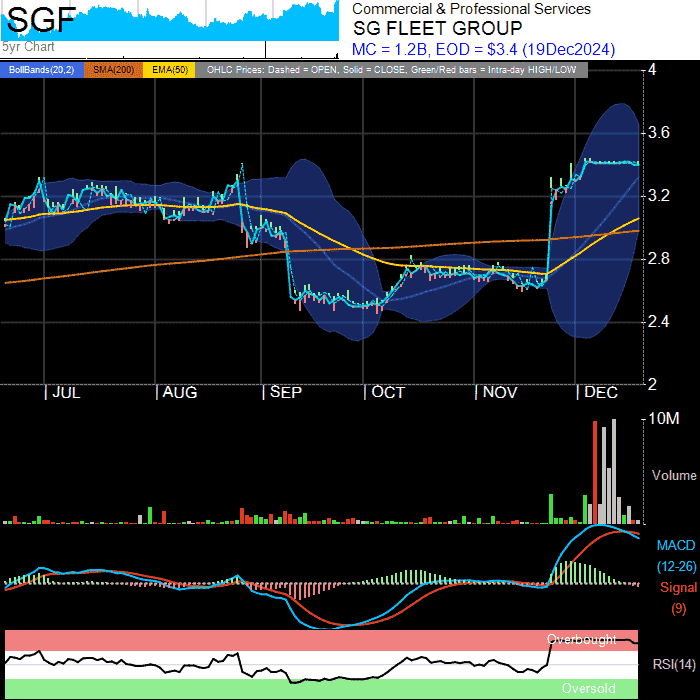 SGF
5yr Chart
Commercial & Professional Services
SG FLEET GROUP
MC = 1.2B, EOD = $3.4 (19Dec2024)
BollBands(20,2) SMA(200) EMA(50) OHLC Prices: Dashed = OPEN, Solid = CLOSE, Green/Red bars = Intra-day HIGH/LOW
4
3.6
3.2
2.8
2.4
2
JUL AUG SEP OCT NOV DEC
10M
Volume
MACD
(12-26)
Signal
(9)
Overbought
RSI(14)
Oversold